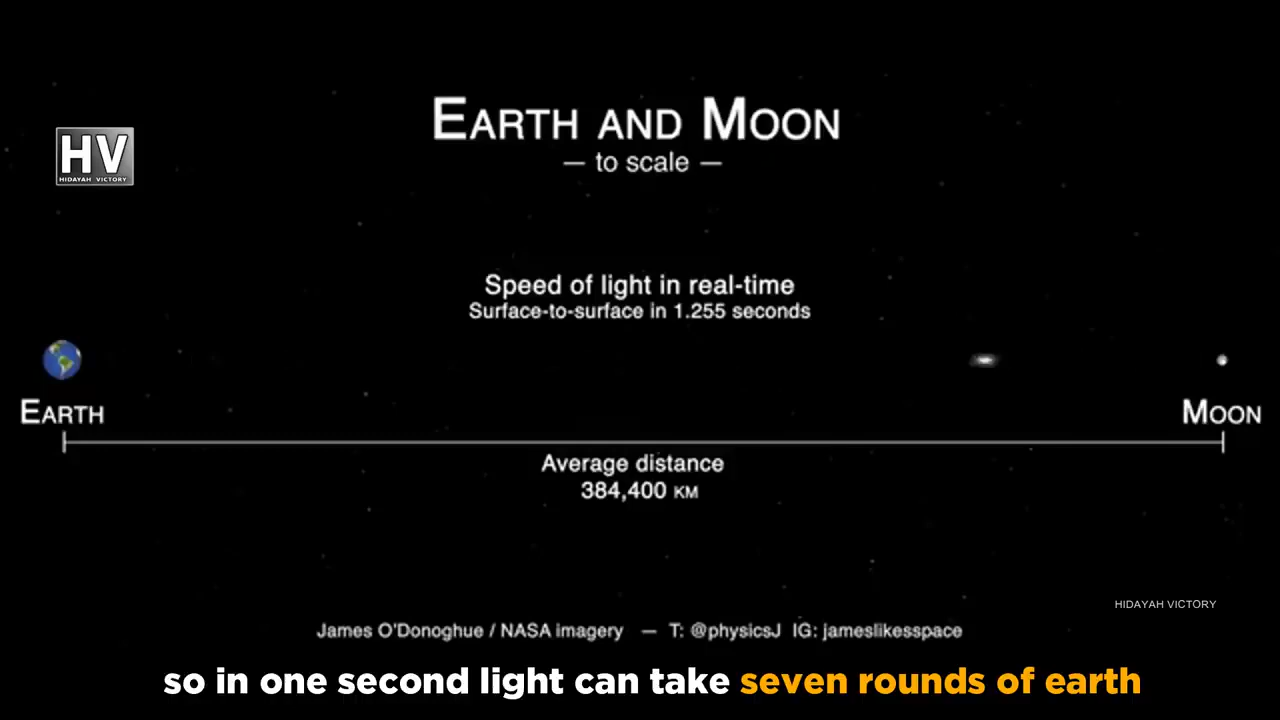 EARTH AND MOON
— to scale —
HV
HIDAYAH VICTORY
Speed of light in real-time
Surface-to-surface in 1.255 seconds
EARTH
MOON
Average distance
384,400 KM
HIDAYAH VICTORY
James O'Donoghue / NASA imagery — T: @physicsJ IG: jameslikesspace
so in one second light can take seven rounds of earth